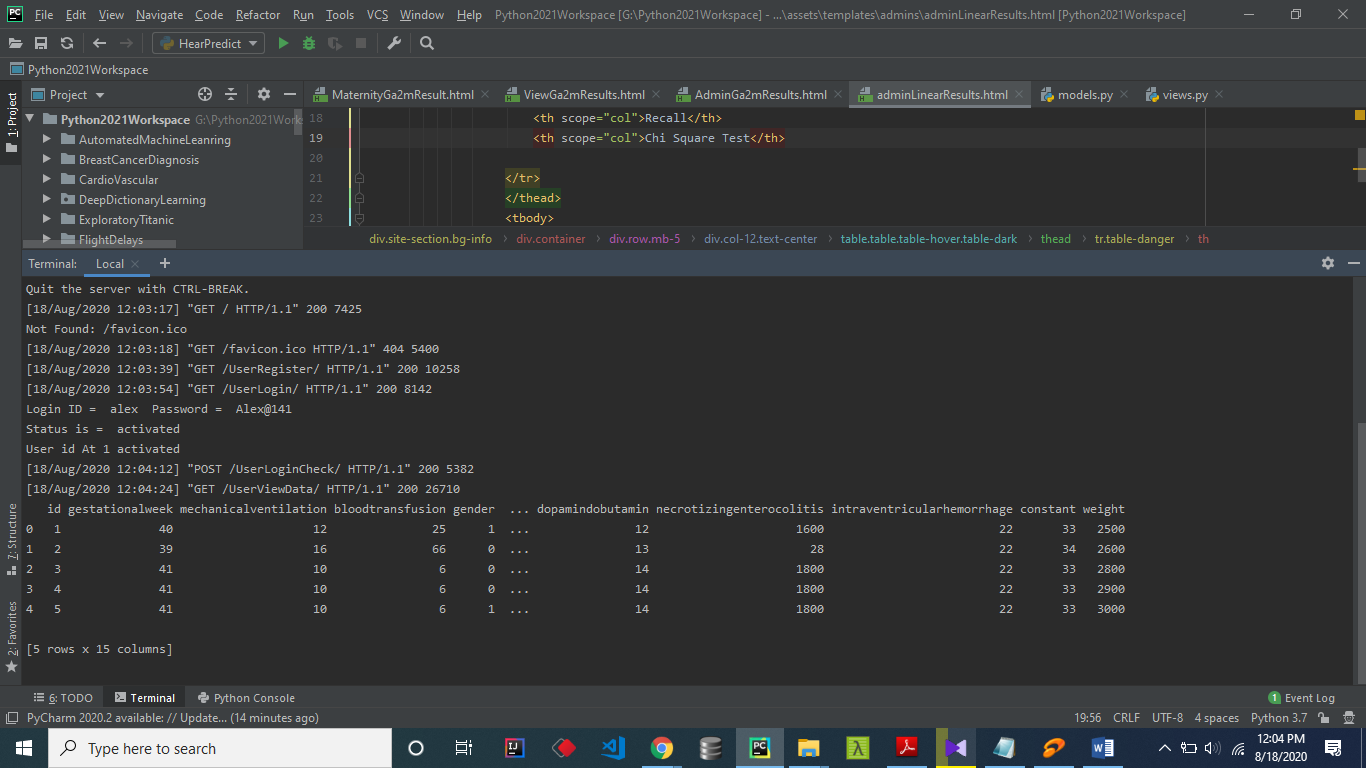 PC File Edit View Navigate Code Refactor Run Tools VCS Window Help Python2021Workspace [G:\Python2021Workspace] - ...\assets\templates\admins\adminLinearResults.html [Python2021Workspace]
HearPredict
Python2021Workspace
1: Project
Project
MaternityGa2mResult.html ViewGa2mResults.html AdminGa2mResults.html adminLinearResults.html models.py views.py
Python2021Workspace G:\Python2021Work
AutomatedMachineLeanring
BreastCancerDiagnosis
CardioVascular
DeepDictionaryLearning
ExploratoryTitanic
FlightDelays
18 <th scope="col">Recall</th>
19 <th scope="col">Chi Square Test</th>
20
21 </tr>
22 </thead>
23 <tbody>
div.site-section.bg-info div.container div.row.mb-5 div.col-12.text-center table.table.table-hover.table-dark thead tr.table-danger th
Terminal: Local +
Quit the server with CTRL-BREAK.
[18/Aug/2020 12:03:17] "GET / HTTP/1.1" 200 7425
Not Found: /favicon.ico
[18/Aug/2020 12:03:18] "GET /favicon.ico HTTP/1.1" 404 5400
[18/Aug/2020 12:03:39] "GET /UserRegister/ HTTP/1.1" 200 10258
[18/Aug/2020 12:03:54] "GET /UserLogin/ HTTP/1.1" 200 8142
Login ID =  alex  Password =  Alex@141
Status is =  activated
User id At 1 activated
[18/Aug/2020 12:04:12] "POST /UserLoginCheck/ HTTP/1.1" 200 5382
[18/Aug/2020 12:04:24] "GET /UserViewData/ HTTP/1.1" 200 26710
id gestationalweek mechanicalventilation bloodtransfusion gender ... dopamindobutamin necrotizingenterocolitis intraventricularhemorrhage constant weight
0 1 40 12 25 1 ... 12 1600 22 33 2500
1 2 39 16 66 0 ... 13 28 22 34 2600
2 3 41 10 6 0 ... 14 1800 22 33 2800
3 4 41 10 6 0 ... 14 1800 22 33 2900
4 5 41 10 6 1 ... 14 1800 22 33 3000
[5 rows x 15 columns]
7: Structure
2: Favorites
6: TODO Terminal Python Console 1 Event Log
PyCharm 2020.2 available: // Update... (14 minutes ago) 19:56 CRLF UTF-8 4 spaces Python 3.7
Type here to search
12:04 PM
8/18/2020